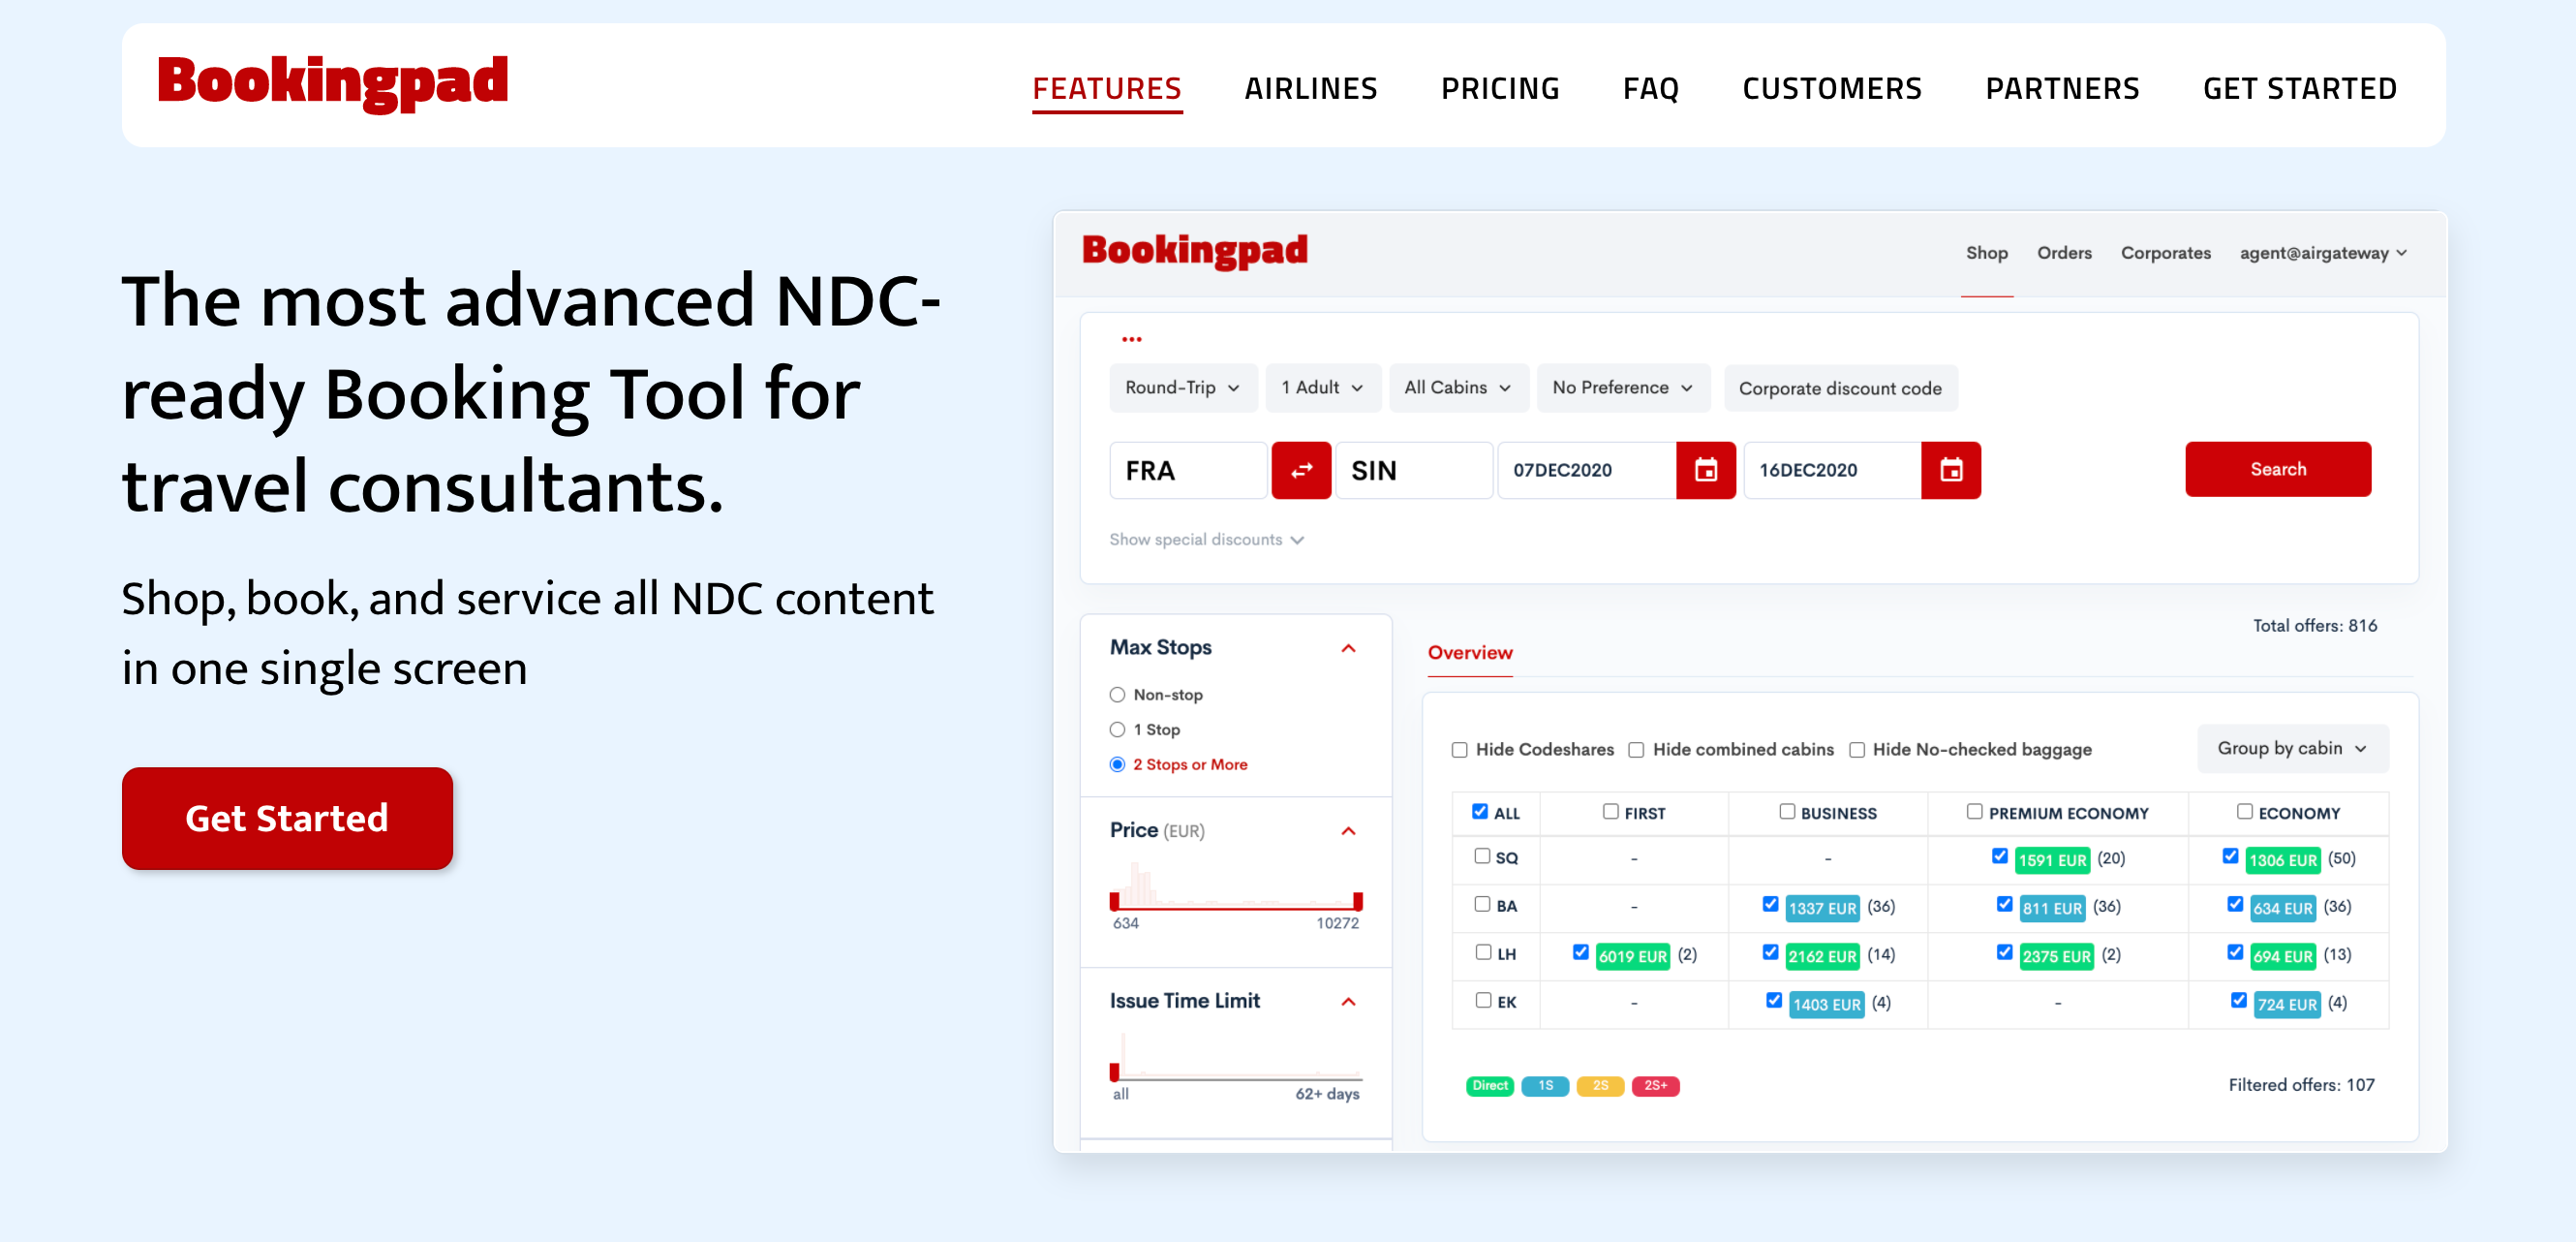 Bookingpad
FEATURES AIRLINES PRICING FAQ CUSTOMERS PARTNERS GET STARTED
The most advanced NDC-
ready Booking Tool for
travel consultants.
Shop, book, and service all NDC content
in one single screen
Get Started
Bookingpad
Shop Orders Corporates agent@airgateway
Round-Trip 1 Adult All Cabins No Preference Corporate discount code
FRA SIN 07DEC2020 16DEC2020 Search
Show special discounts
Max Stops
Non-stop
1 Stop
2 Stops or More
Price (EUR)
634 10272
Issue Time Limit
all 62+ days
Total offers: 816
Overview
Hide Codeshares Hide combined cabins Hide No-checked baggage Group by cabin
ALL FIRST BUSINESS PREMIUM ECONOMY ECONOMY
SQ - - 1591 EUR (20) 1306 EUR (50)
BA - 1337 EUR (36) 811 EUR (36) 634 EUR (36)
LH 6019 EUR (2) 2162 EUR (14) 2375 EUR (2) 694 EUR (13)
EK - 1403 EUR (4) - 724 EUR (4)
Direct 1S 2S 2S+ Filtered offers: 107